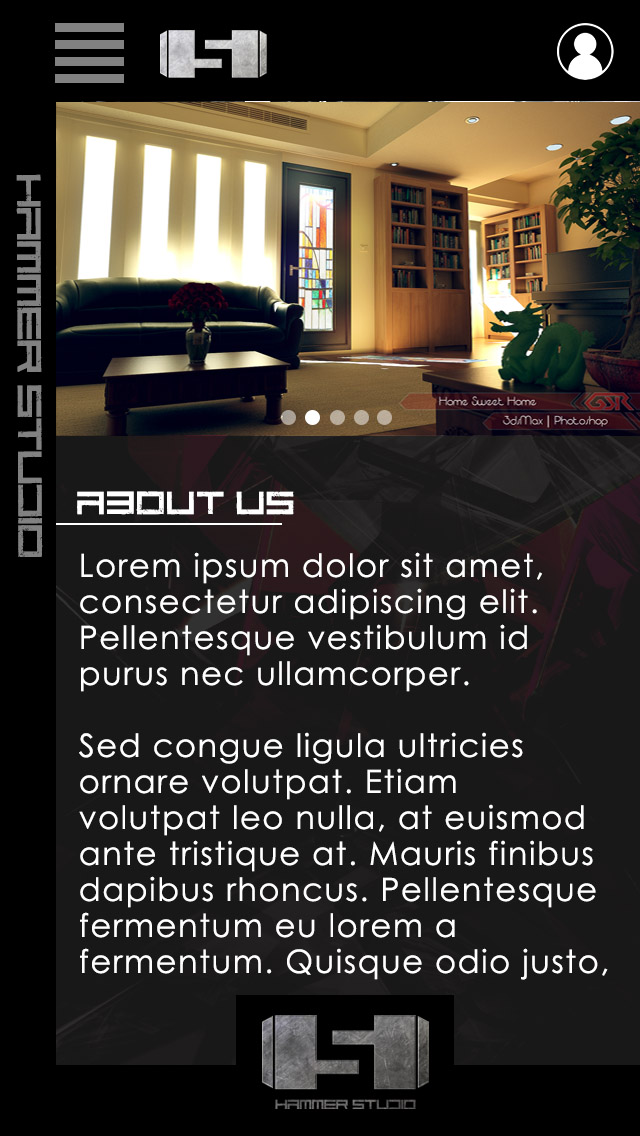 HAMMER STUDIO
Home Sweet Home
GSR
3dsMax | Photoshop
ABOUT US
Lorem ipsum dolor sit amet,
consectetur adipiscing elit.
Pellentesque vestibulum id
purus nec ullamcorper.
Sed congue ligula ultricies
ornare volutpat. Etiam
volutpat leo nulla, at euismod
ante tristique at. Mauris finibus
dapibus rhoncus. Pellentesque
fermentum eu lorem a
fermentum. Quisque odio justo,
HAMMER STUDIO